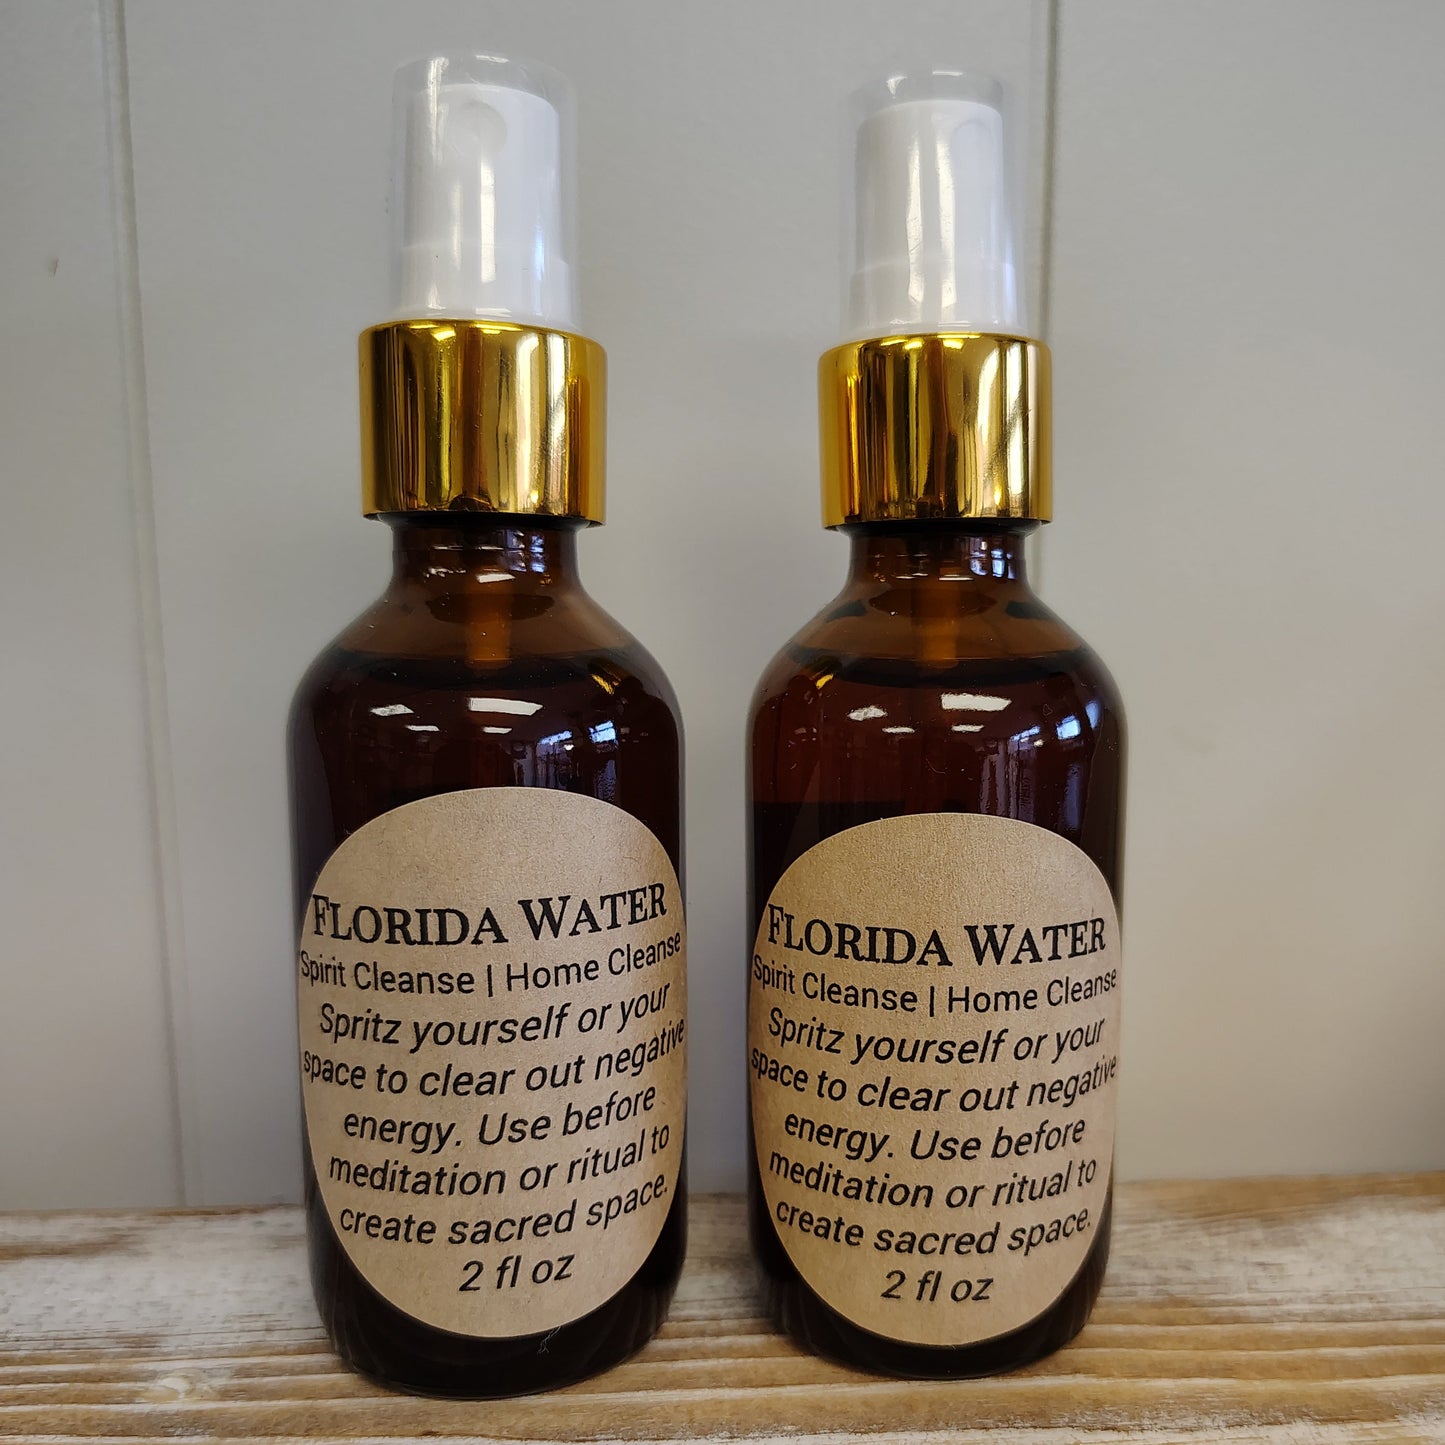 FLORIDA WATER
Spirit Cleanse | Home Cleanse
Spritz yourself or your
space to clear out negative
energy. Use before
meditation or ritual to
create sacred space.
2 fl oz
FLORIDA WATER
Spirit Cleanse | Home Cleanse
Spritz yourself or your
space to clear out negative
energy. Use before
meditation or ritual to
create sacred space.
2 fl oz